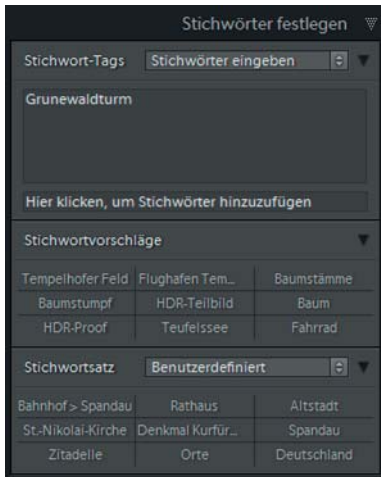 Stichwörter festlegen
Stichwort-Tags Stichwörter eingeben
Grunewaldturm
Hier klicken, um Stichwörter hinzuzufügen
Stichwortvorschläge
Tempelhofer Feld Flughafen Tem... Baumstämme
Baumstumpf HDR-Teilbild Baum
HDR-Proof Teufelssee Fahrrad
Stichwortsatz Benutzerdefiniert
Bahnhof > Spandau Rathaus Altstadt
St.-Nikolai-Kirche Denkmal Kurfür... Spandau
Zitadelle Orte Deutschland